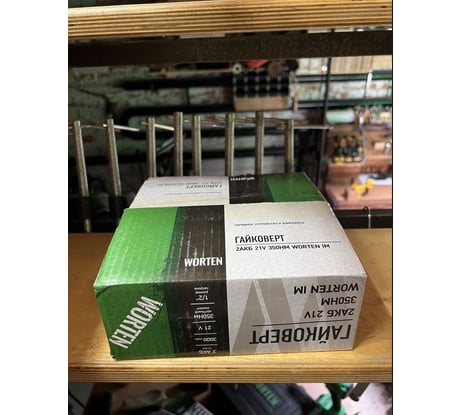 WORTEN
ГАЙКОВЕРТ
2АКБ 21V 350НМ WORTEN IM
WORTEN
WORTEN
1/2"
350Нм
21 V
3000
2 АКБ
ГАЙКОВЕРТ
2АКБ 21V
350НМ
WORTEN IM